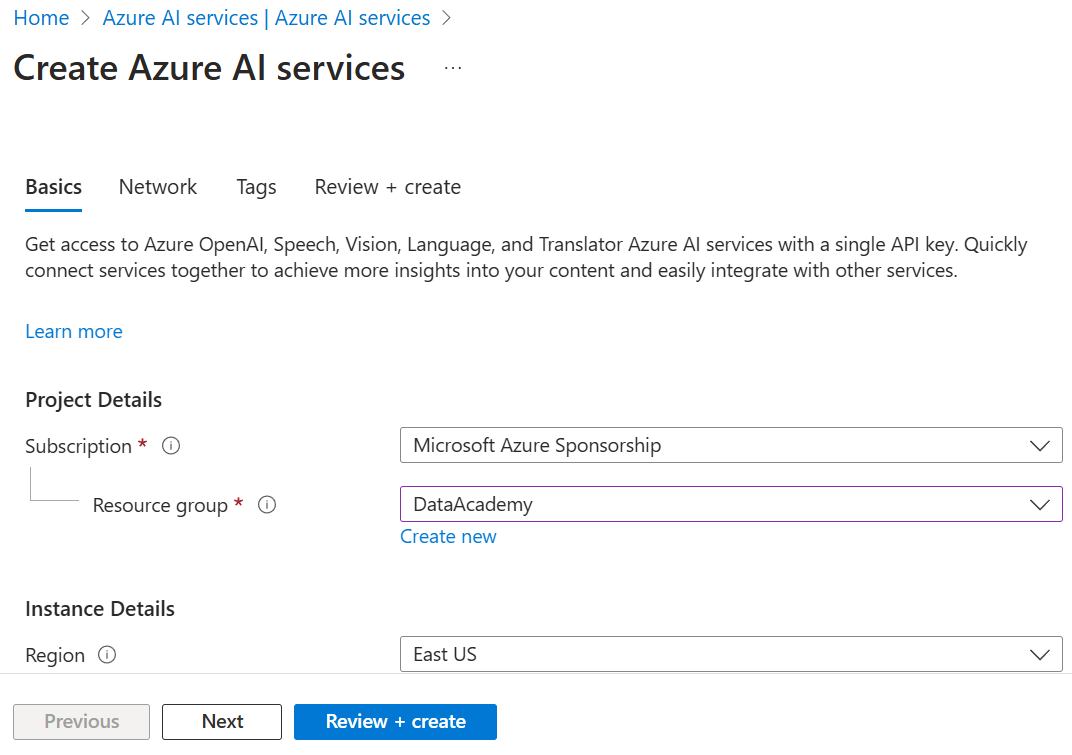 Home > Azure AI services | Azure AI services >
Create Azure AI services ...
Basics Network Tags Review + create
Get access to Azure OpenAI, Speech, Vision, Language, and Translator Azure AI services with a single API key. Quickly
connect services together to achieve more insights into your content and easily integrate with other services.
Learn more
Project Details
Subscription * Microsoft Azure Sponsorship
Resource group * DataAcademy
Create new
Instance Details
Region East US
Previous Next Review + create